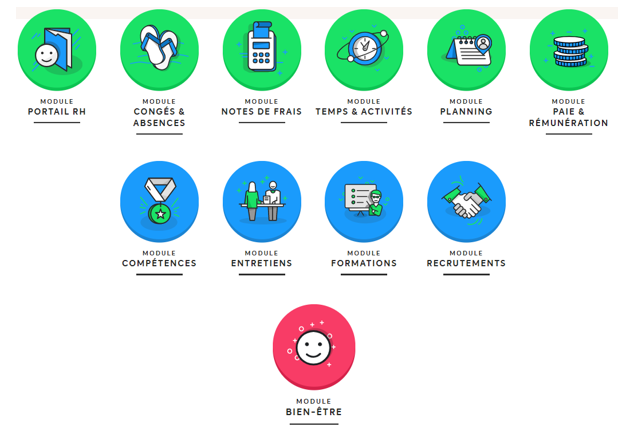 MODULE
PORTAIL RH
MODULE
CONGÉS &
ABSENCES
MODULE
NOTES DE FRAIS
MODULE
TEMPS & ACTIVITÉS
MODULE
PLANNING
MODULE
PAIE &
RÉMUNÉRATION
MODULE
COMPÉTENCES
MODULE
ENTRETIENS
MODULE
FORMATIONS
MODULE
RECRUTEMENTS
MODULE
BIEN-ÊTRE